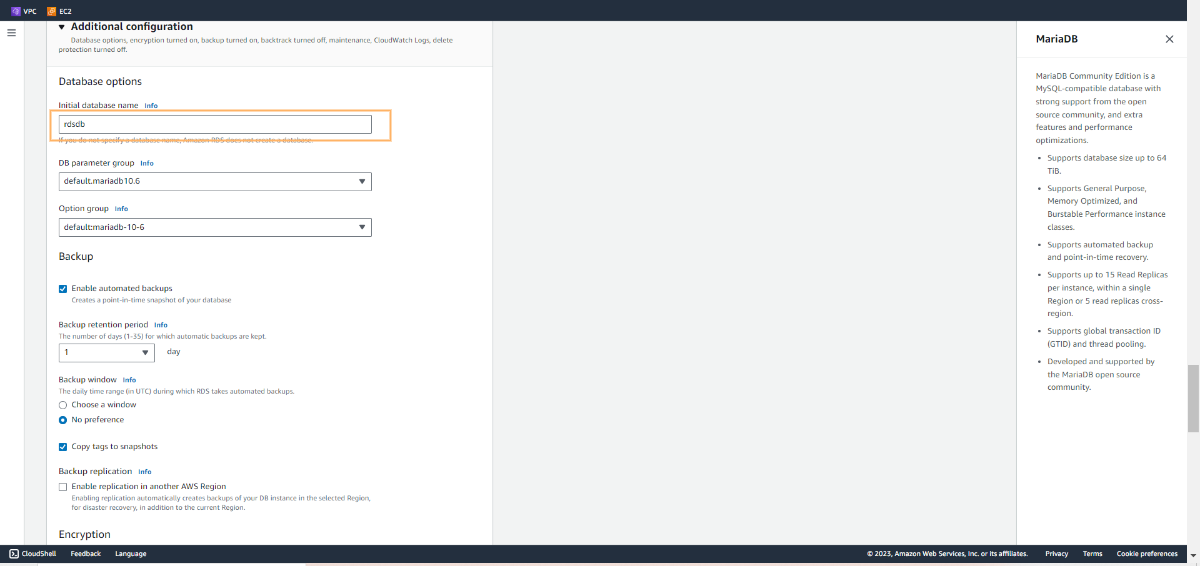 VPC EC2
Additional configuration
Database options, encryption turned on, backup turned on, backtrack turned off, maintenance, CloudWatch Logs, delete
protection turned off.
Database options
Initial database name Info
rdsdb
If you do not specify a database name, Amazon RDS does not create a database.
DB parameter group Info
default.mariadb10.6
Option group Info
default:mariadb-10-6
Backup
Enable automated backups
Creates a point-in-time snapshot of your database
Backup retention period Info
The number of days (1-35) for which automatic backups are kept.
1 day
Backup window Info
The daily time range (in UTC) during which RDS takes automated backups.
Choose a window
No preference
Copy tags to snapshots
Backup replication Info
Enable replication in another AWS Region
Enabling replication automatically creates backups of your DB instance in the selected Region,
for disaster recovery, in addition to the current Region.
Encryption
MariaDB
MariaDB Community Edition is a
MySQL-compatible database with
strong support from the open
source community, and extra
features and performance
optimizations.
• Supports database size up to 64
TiB.
• Supports General Purpose,
Memory Optimized, and
Burstable Performance instance
classes.
• Supports automated backup
and point-in-time recovery.
• Supports up to 15 Read Replicas
per instance, within a single
Region or 5 read replicas cross-
region.
• Supports global transaction ID
(GTID) and thread pooling.
• Developed and supported by
the MariaDB open source
community.
CloudShell Feedback Language © 2023, Amazon Web Services, Inc. or its affiliates. Privacy Terms Cookie preferences